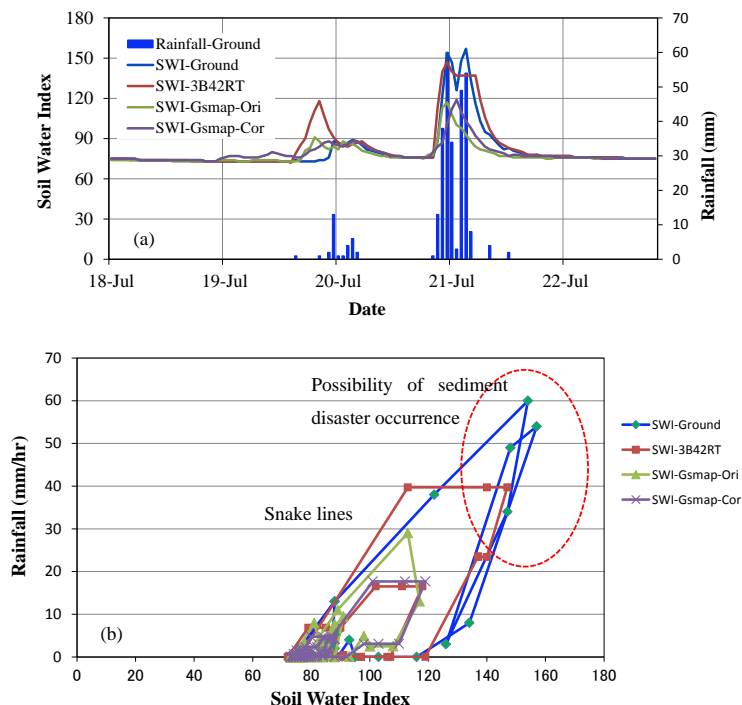 180
150
120
90
60
30
0
Soil Water Index
Rainfall-Ground
SWI-Ground
SWI-3B42RT
SWI-Gsmap-Ori
SWI-Gsmap-Cor
(a)
70
60
50
40
30
20
10
0
Rainfall (mm)
18-Jul 19-Jul 20-Jul 21-Jul 22-Jul
Date
70
60
50
40
30
20
10
0
Rainfall (mm/hr)
Possibility of sediment
disaster occurrence
Snake lines
(b)
SWI-Ground
SWI-3B42RT
SWI-Gsmap-Ori
SWI-Gsmap-Cor
60 80 100 120 140 160 180
Soil Water Index